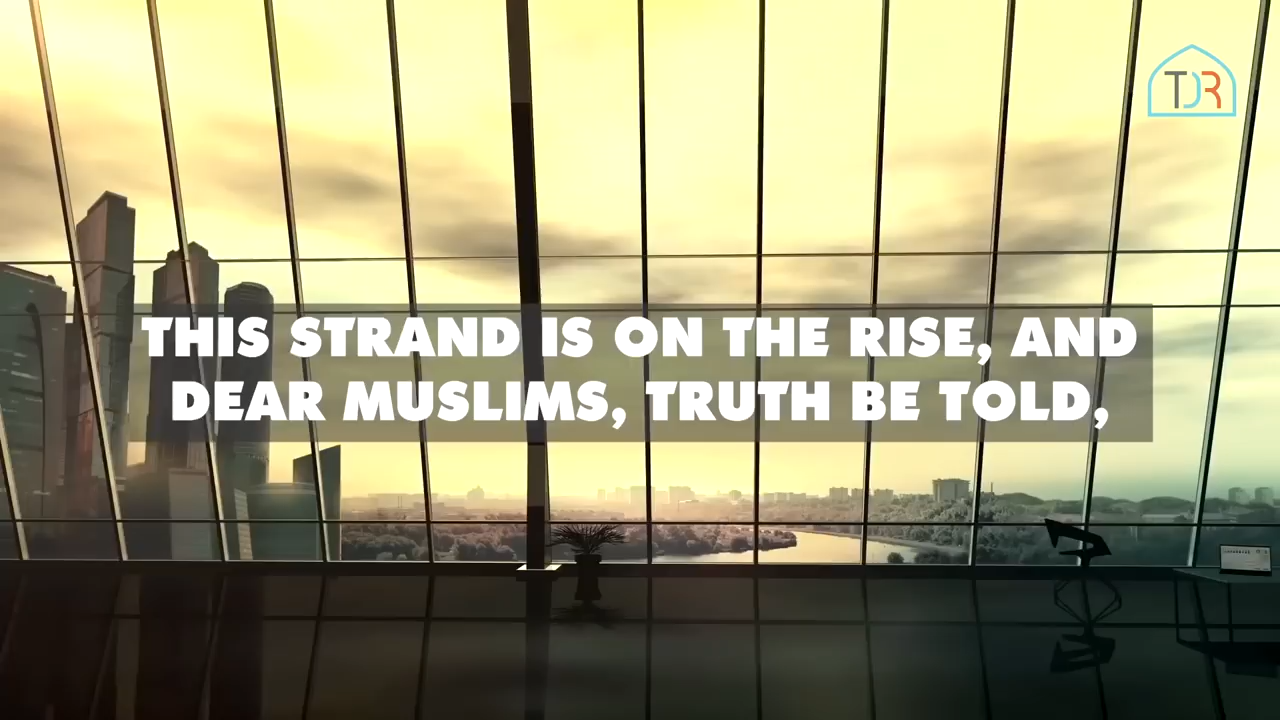 TDR
THIS STRAND IS ON THE RISE, AND
DEAR MUSLIMS, TRUTH BE TOLD,